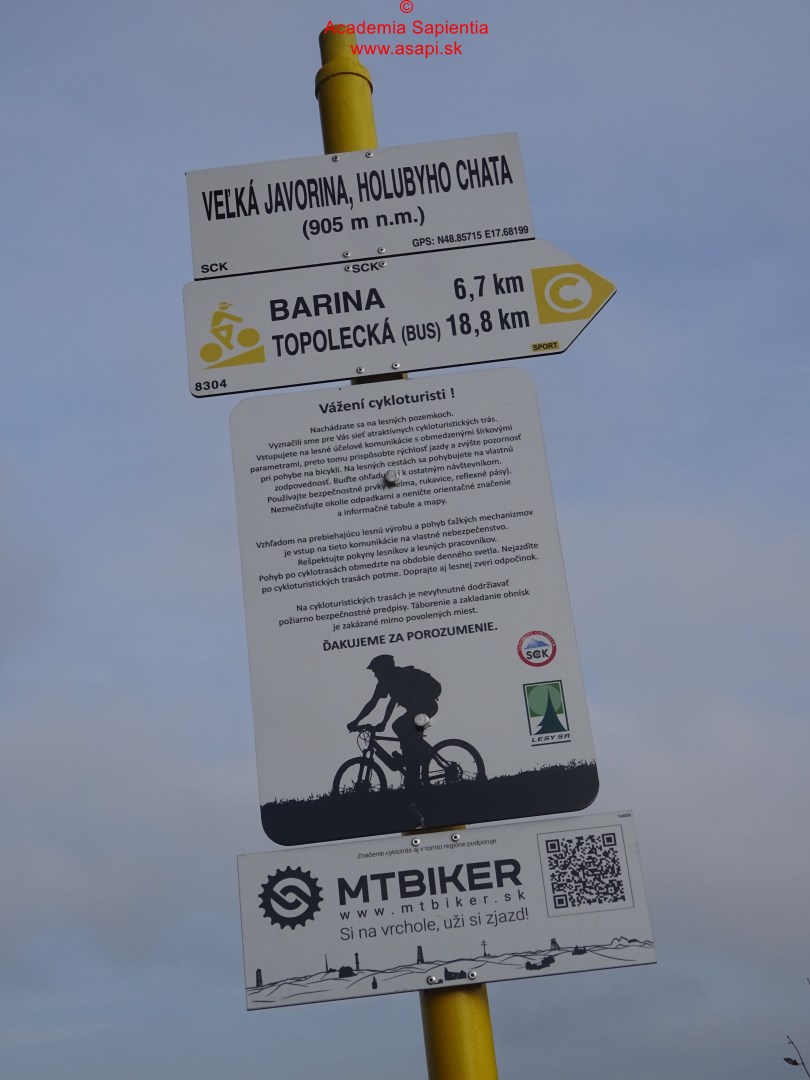 ©
Academia Sapientia
www.asapi.sk
VEĽKÁ JAVORINA, HOLUBYHO CHATA
(905 m n.m.)
GPS: N48.85715 E17.68199
SCK
SCK
BARINA 6,7 km
TOPOLECKÁ (BUS) 18,8 km
C
SPORT
8304
Vážení cykloturisti !
Nachádzate sa na lesných pozemkoch.
Vyznačili sme pre Vás sieť atraktívnych cykloturistických trás.
Vstupujete na lesné účelové komunikácie s obmedzenými šírkovými
parametrami, preto tomu prispôsobte rýchlosť jazdy a zvýšte pozornosť
pri pohybe na bicykli. Na lesných cestách sa pohybujete na vlastnú
zodpovednosť. Buďte k ostatným návštevníkom.
Používajte bezpečnostné prvky rukavice, reflexné pásy).
Neznečisťujte okolie odpadkami a neničte orientačné značenie
a informačné tabule a mapy.
Vzhľadom na prebiehajúcu lesnú výrobu a pohyb ťažkých mechanizmov
je vstup na tieto komunikácie na vlastné nebezpečenstvo.
Rešpektujte pokyny lesníkov a lesných pracovníkov.
Pohyb po cyklotrasách obmedzte na obdobie denného svetla. Nejazdite
po cykloturistických trasách potme. Doprajte aj lesnej zveri odpočinok.
Na cykloturistických trasách je nevyhnutné dodržiavať
požiarno bezpečnostné predpisy. Táborenie a zakladanie ohnísk
je zakázané mimo povolených miest.
ĎAKUJEME ZA POROZUMENIE.
SCK
LESY SR
Značenie cyklotrás aj v tomto regióne podporuje
MTBIKER
www.mtbiker.sk
Si na vrchole, uži si zjazd!